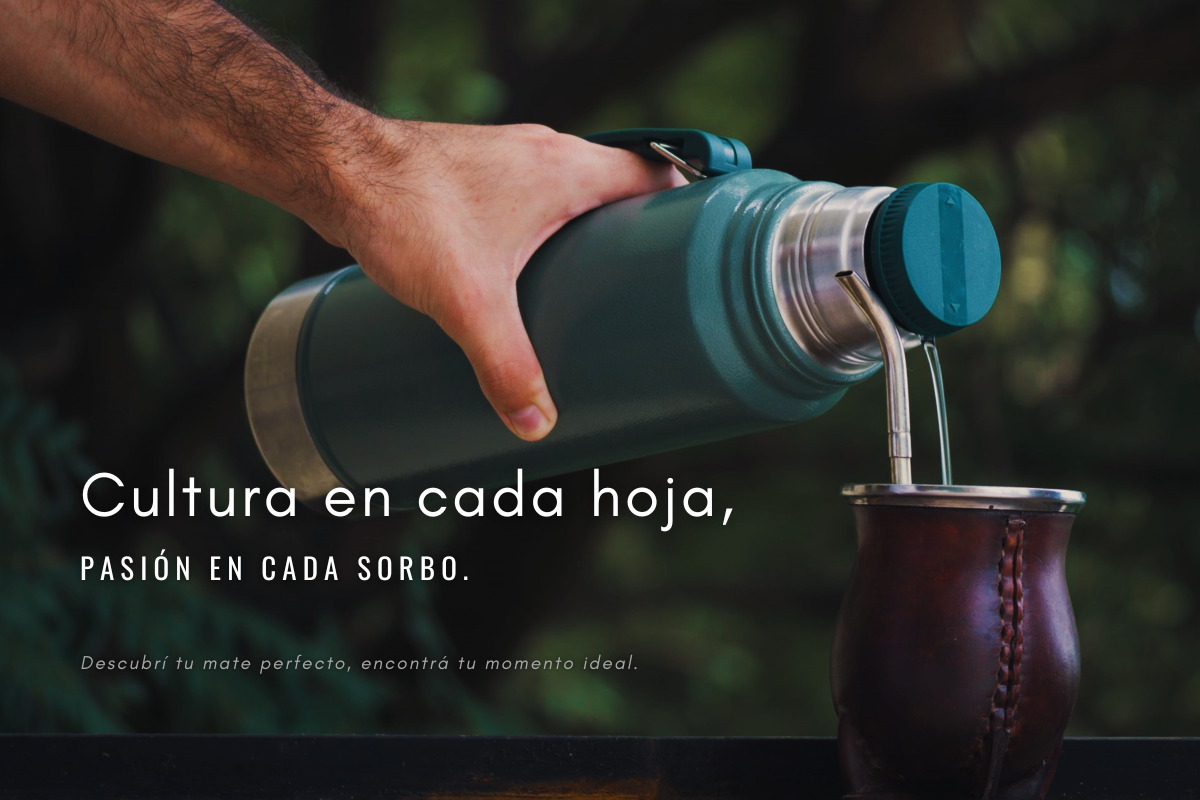 Cultura en cada hoja,
PASIÓN EN CADA SORBO.
Descubrí tu mate perfecto, encontrá tu momento ideal.